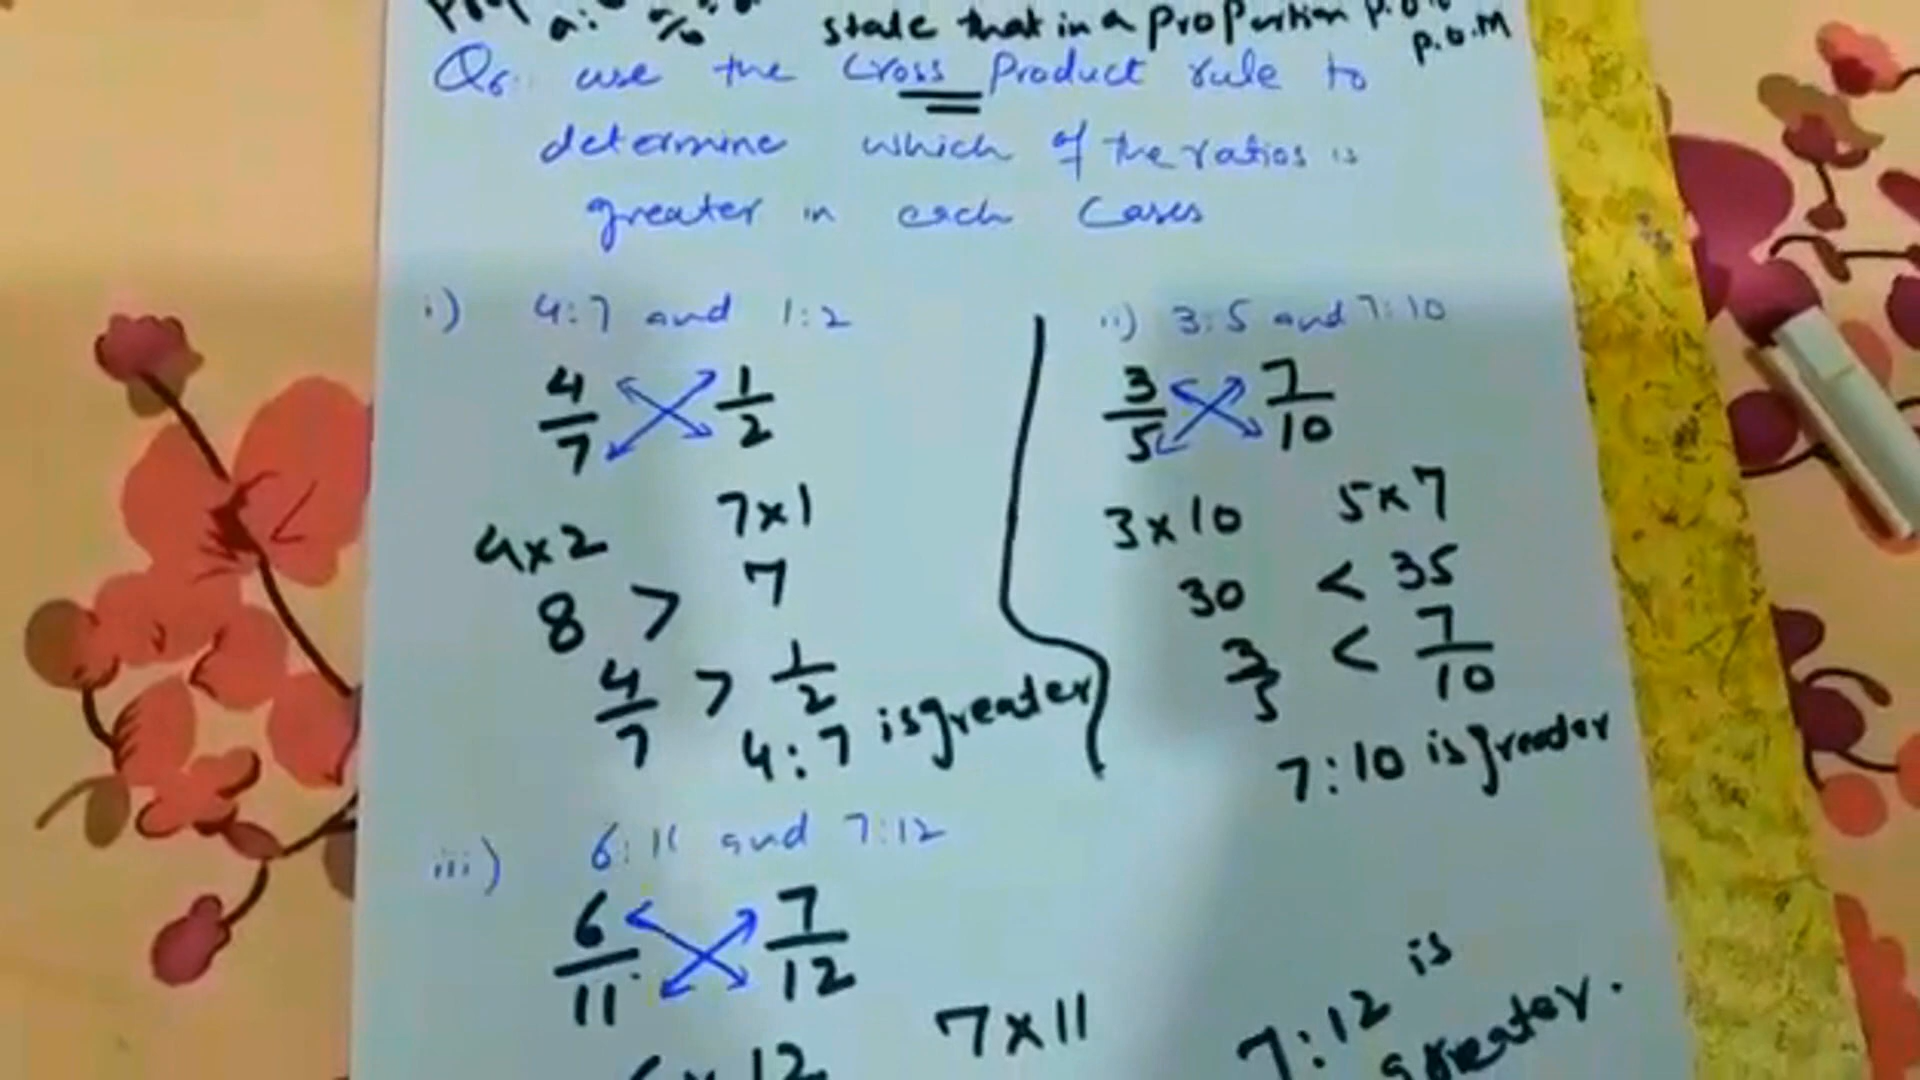 a:
state that in a proportion
P.O.M
Q6. use the Cross Product rule to
determine which of the ratios is
greater in each Cases
i) 4:7 and 1:2
4/7 1/2
4x2 7x1
8 > 7
4/7 > 1/2
4:7 is greater
ii) 3:5 and 7:10
3/5 7/10
3x10 5x7
30 < 35
3/5 < 7/10
7:10 is greater
iii) 6:11 and 7:12
6/11 7/12
6x12 7x11
7:12 is
greater.